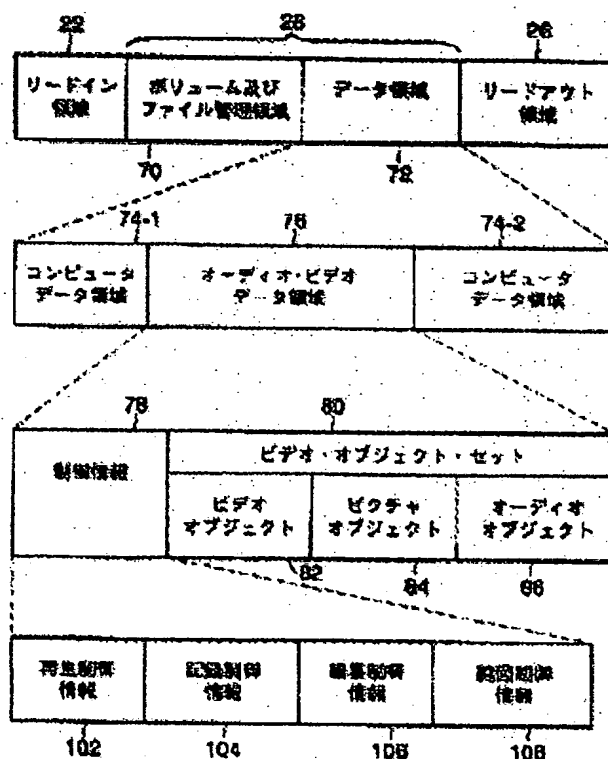 22
28
26
リードイン
領域
ボリューム及び
ファイル管理領域
データ領域
リードアウト
領域
70
72
74-1
76
74-2
コンピュータ
データ領域
オーディオ・ビデオ
データ領域
コンピュータ
データ領域
78
80
制御情報
ビデオ・オブジェクト・セット
ビデオ
オブジェクト
ピクチャ
オブジェクト
オーディオ
オブジェクト
82
84
86
再生制御
情報
記録制御
情報
編集制御
情報
制御
情報
102
104
106
108